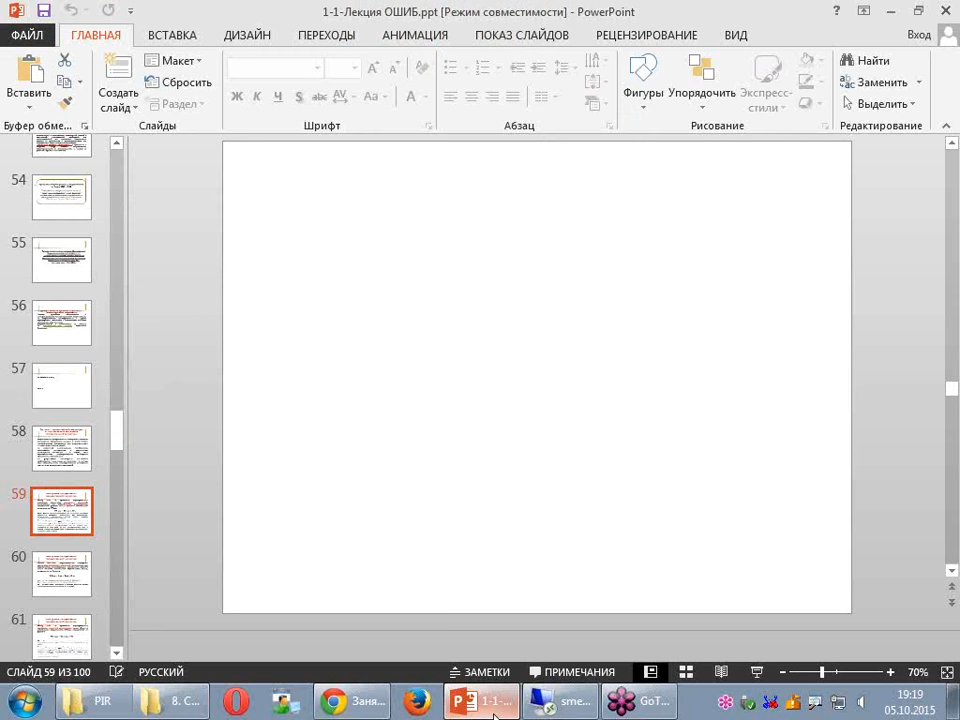 1-1-Лекция ОШИБ.ppt [Режим совместимости] - PowerPoint
ФАЙЛ ГЛАВНАЯ ВСТАВКА ДИЗАЙН ПЕРЕХОДЫ АНИМАЦИЯ ПОКАЗ СЛАЙДОВ РЕЦЕНЗИРОВАНИЕ ВИД Вход
Вставить
Создать слайд
Макет
Сбросить
Раздел
Ж К Ч S abc AV Aa A
Фигуры
Упорядочить
Экспресс-стили
Найти
Заменить
Выделить
Буфер обме...
Слайды
Шрифт
Абзац
Рисование
Редактирование
54
55
56
57
58
59
60
61
СЛАЙД 59 ИЗ 100 РУССКИЙ ЗАМЕТКИ ПРИМЕЧАНИЯ 70%
PIR
8. С...
Заня...
1-1-...
sme...
GoT...
19:19
05.10.2015